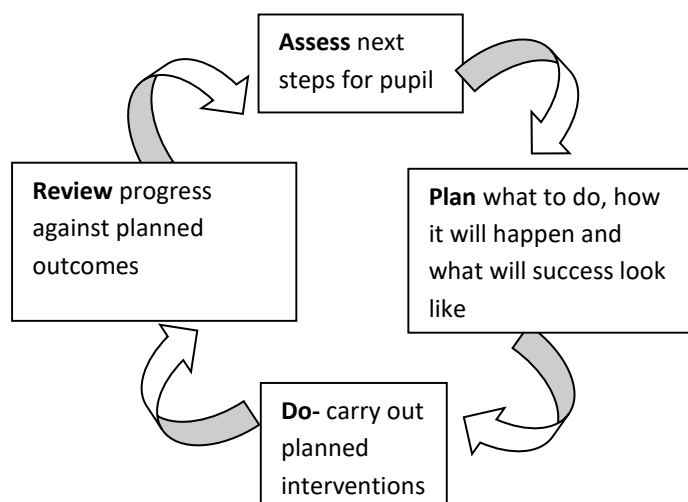 Assess next
steps for pupil
Plan what to do, how
it will happen and
what will success look
like
Do- carry out
planned
interventions
Review progress
against planned
outcomes